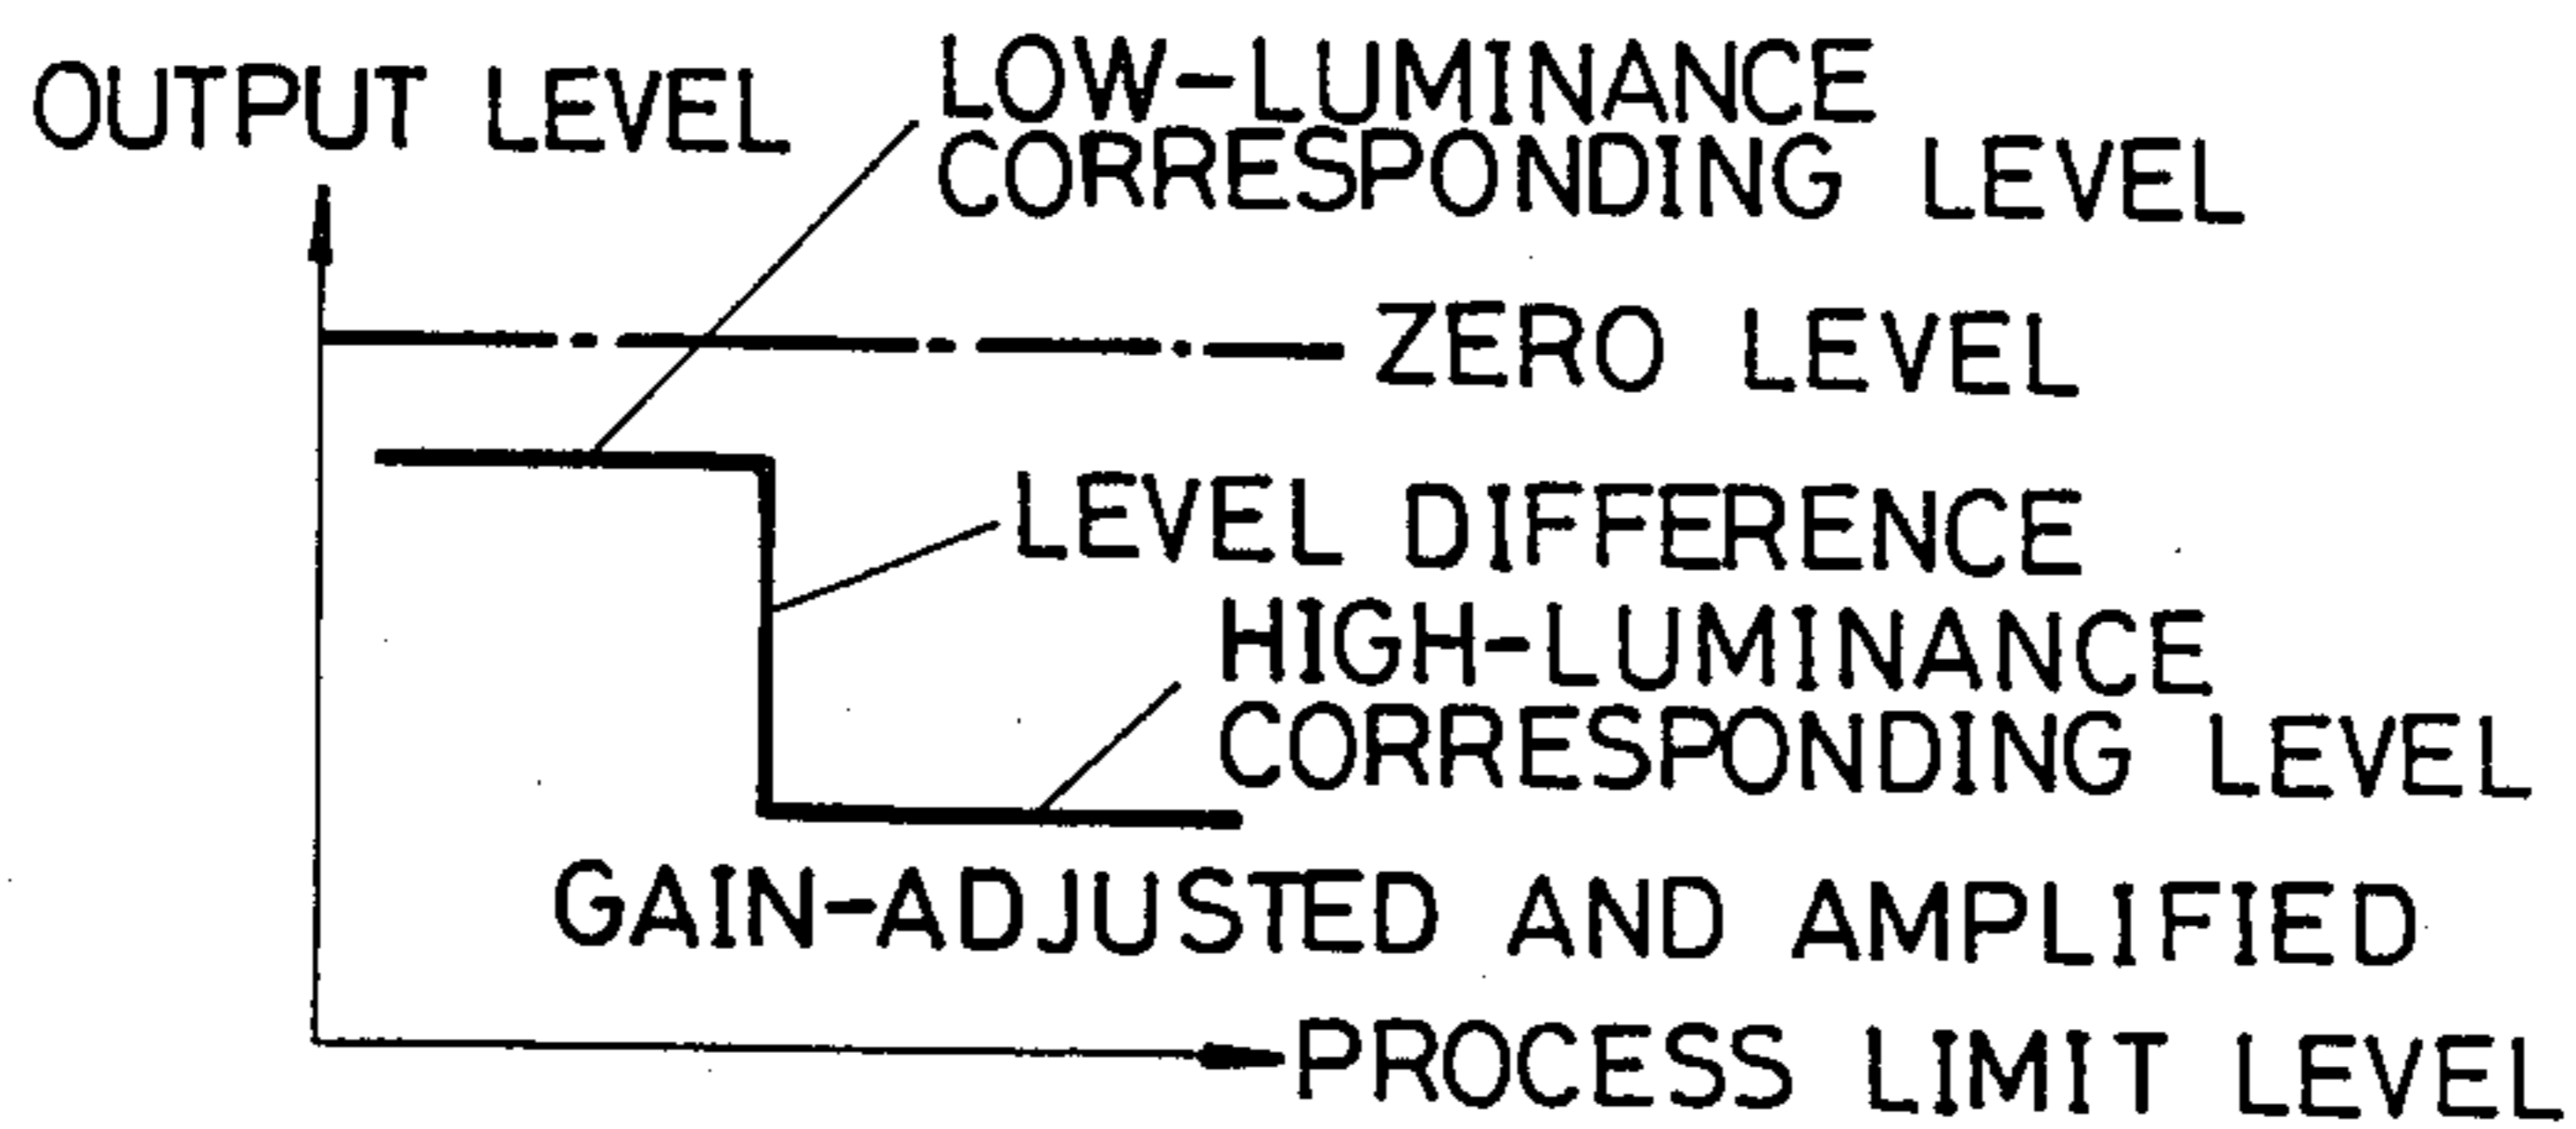 OUTPUT LEVEL
LOW-LUMINANCE
CORRESPONDING LEVEL
ZERO LEVEL
LEVEL DIFFERENCE
HIGH-LUMINANCE
CORRESPONDING LEVEL
GAIN-ADJUSTED AND AMPLIFIED
PROCESS LIMIT LEVEL